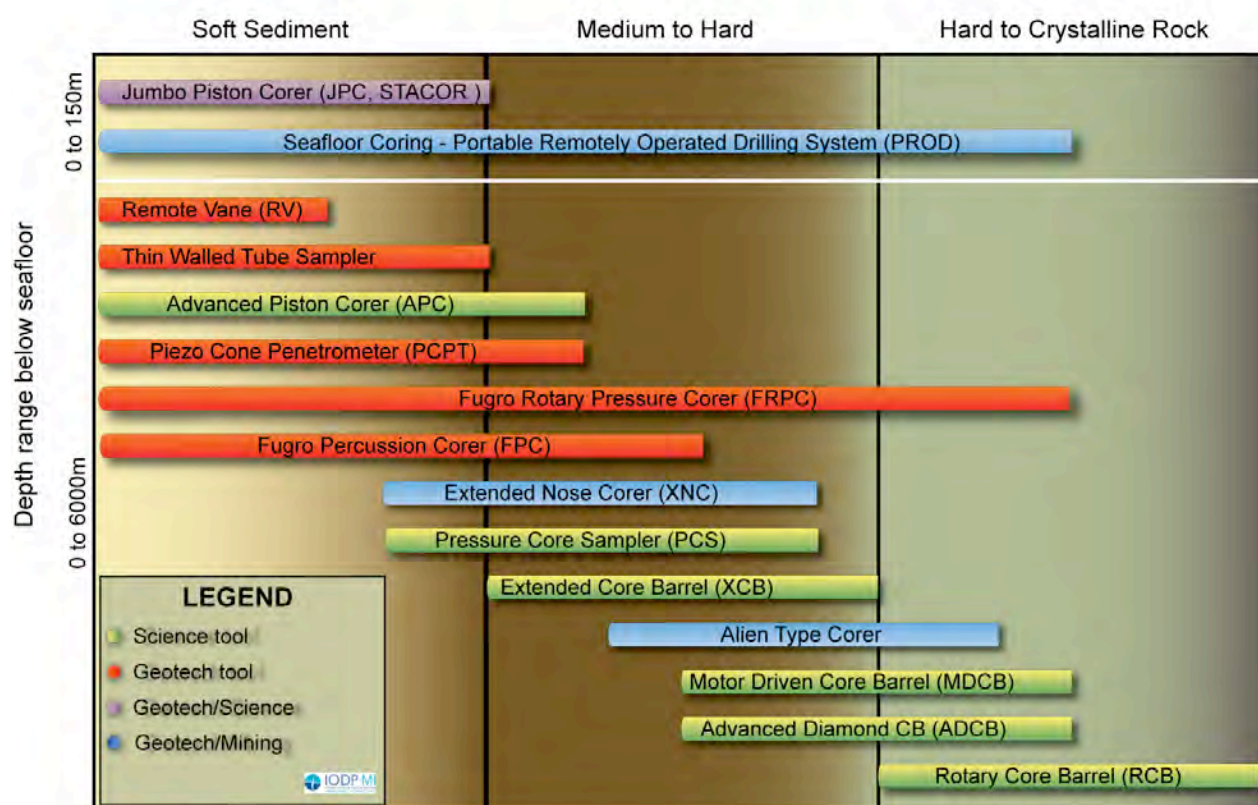 Soft Sediment
Medium to Hard
Hard to Crystalline Rock
Depth range below seafloor
0 to 150m
Jumbo Piston Corer (JPC, STACOR )
Seafloor Coring - Portable Remotely Operated Drilling System (PROD)
0 to 6000m
Remote Vane (RV)
Thin Walled Tube Sampler
Advanced Piston Corer (APC)
Piezo Cone Penetrometer (PCPT)
Fugro Rotary Pressure Corer (FRPC)
Fugro Percussion Corer (FPC)
Extended Nose Corer (XNC)
Pressure Core Sampler (PCS)
Extended Core Barrel (XCB)
Alien Type Corer
Motor Driven Core Barrel (MDCB)
Advanced Diamond CB (ADCB)
Rotary Core Barrel (RCB)
LEGEND
Science tool
Geotech tool
Geotech/Science
Geotech/Mining
IODP MI